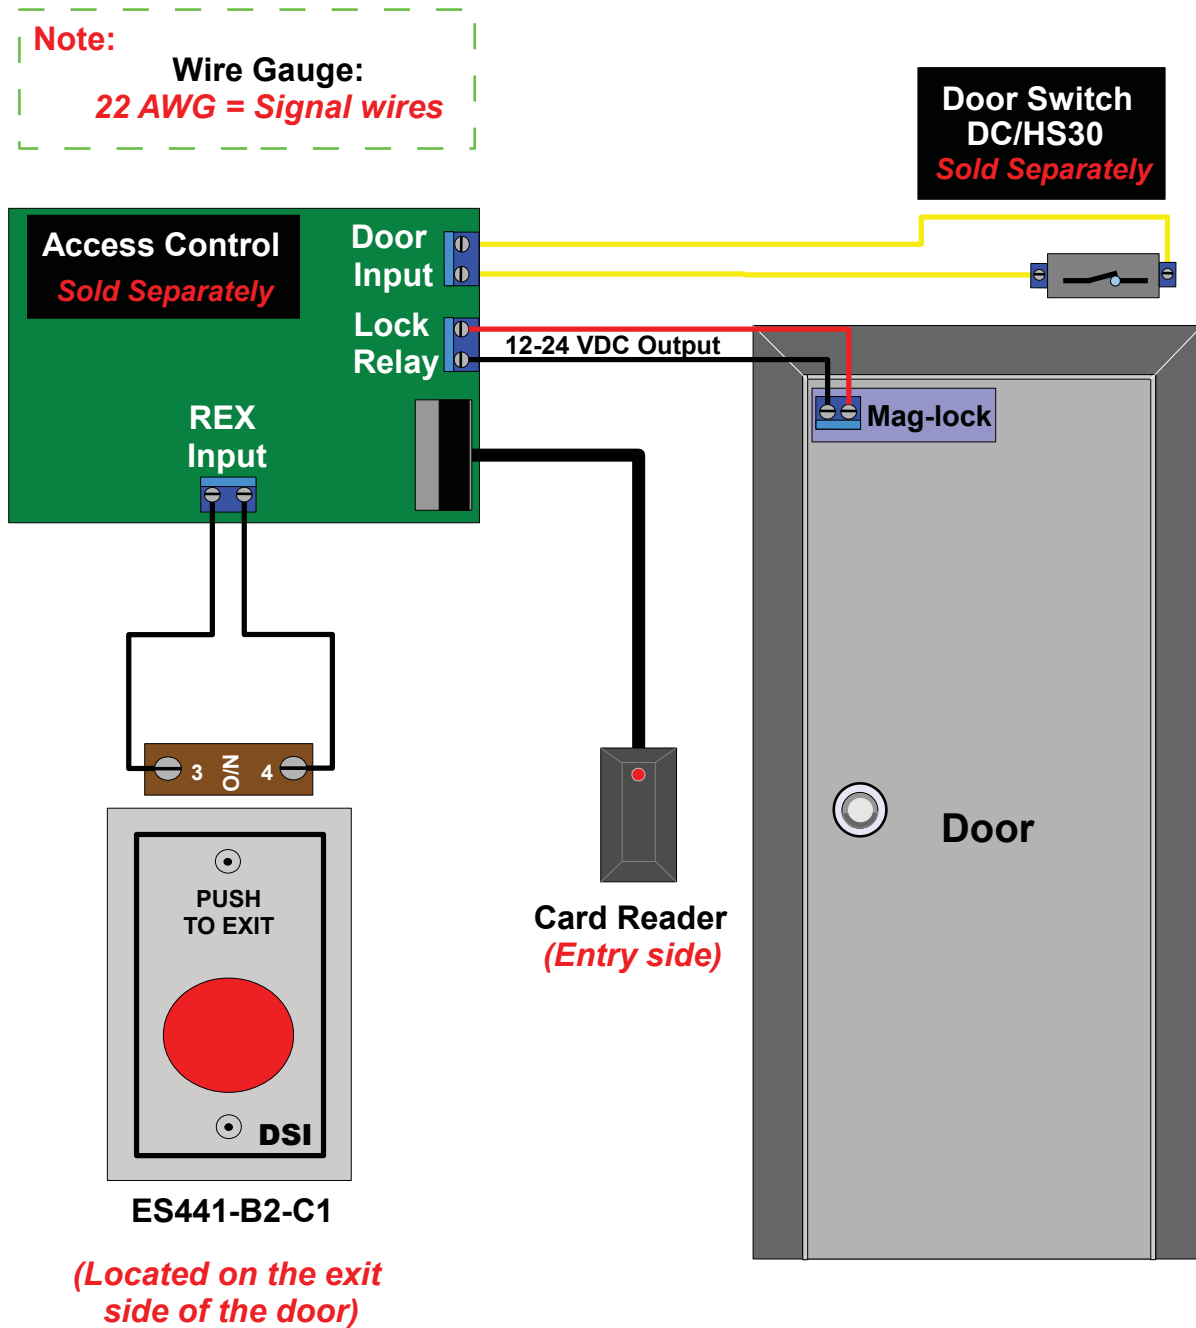 Note:
Wire Gauge:
22 AWG = Signal wires
Door Switch
DC/HS30
Sold Separately
Access Control
Sold Separately
Door
Input
Lock
Relay
12-24 VDC Output
REX
Input
Mag-lock
3 N/O 4
PUSH
TO EXIT
DSI
Card Reader
(Entry side)
Door
ES441-B2-C1
(Located on the exit
side of the door)